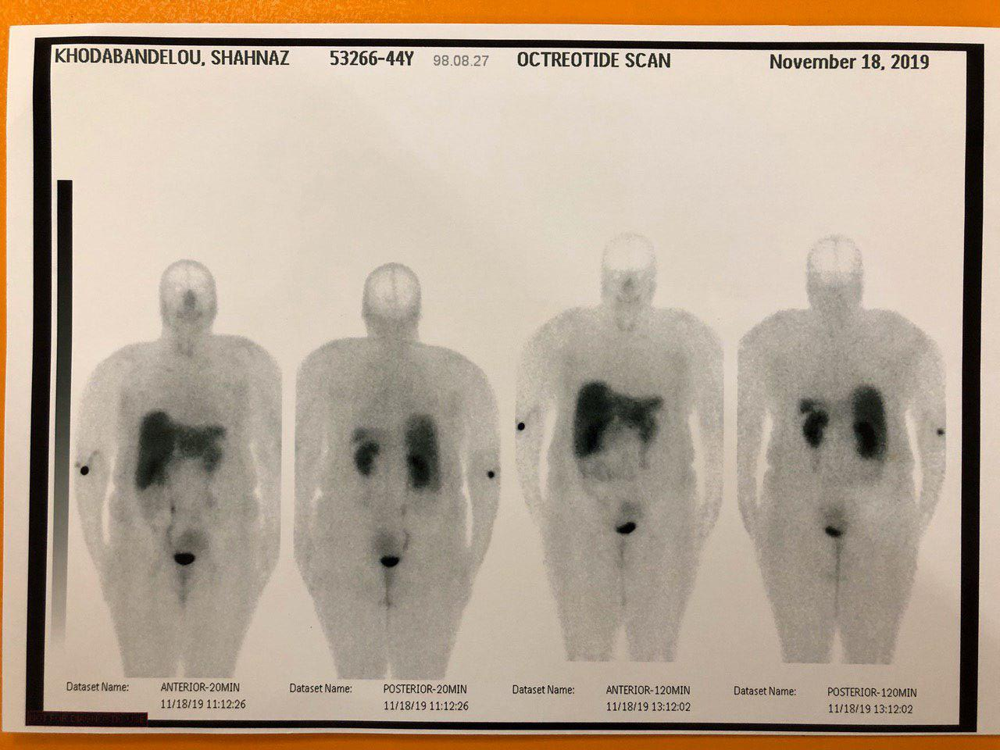 KHODABANDELOU, SHAHNAZ 53266-44Y 98.08.27 OCTREOTIDE SCAN November 18, 2019
Dataset Name: ANTERIOR-20MIN
11/18/19 11:12:26
Dataset Name: POSTERIOR-20MIN
11/18/19 11:12:26
Dataset Name: ANTERIOR-120MIN
11/18/19 13:12:02
Dataset Name: POSTERIOR-120MIN
11/18/19 13:12:02